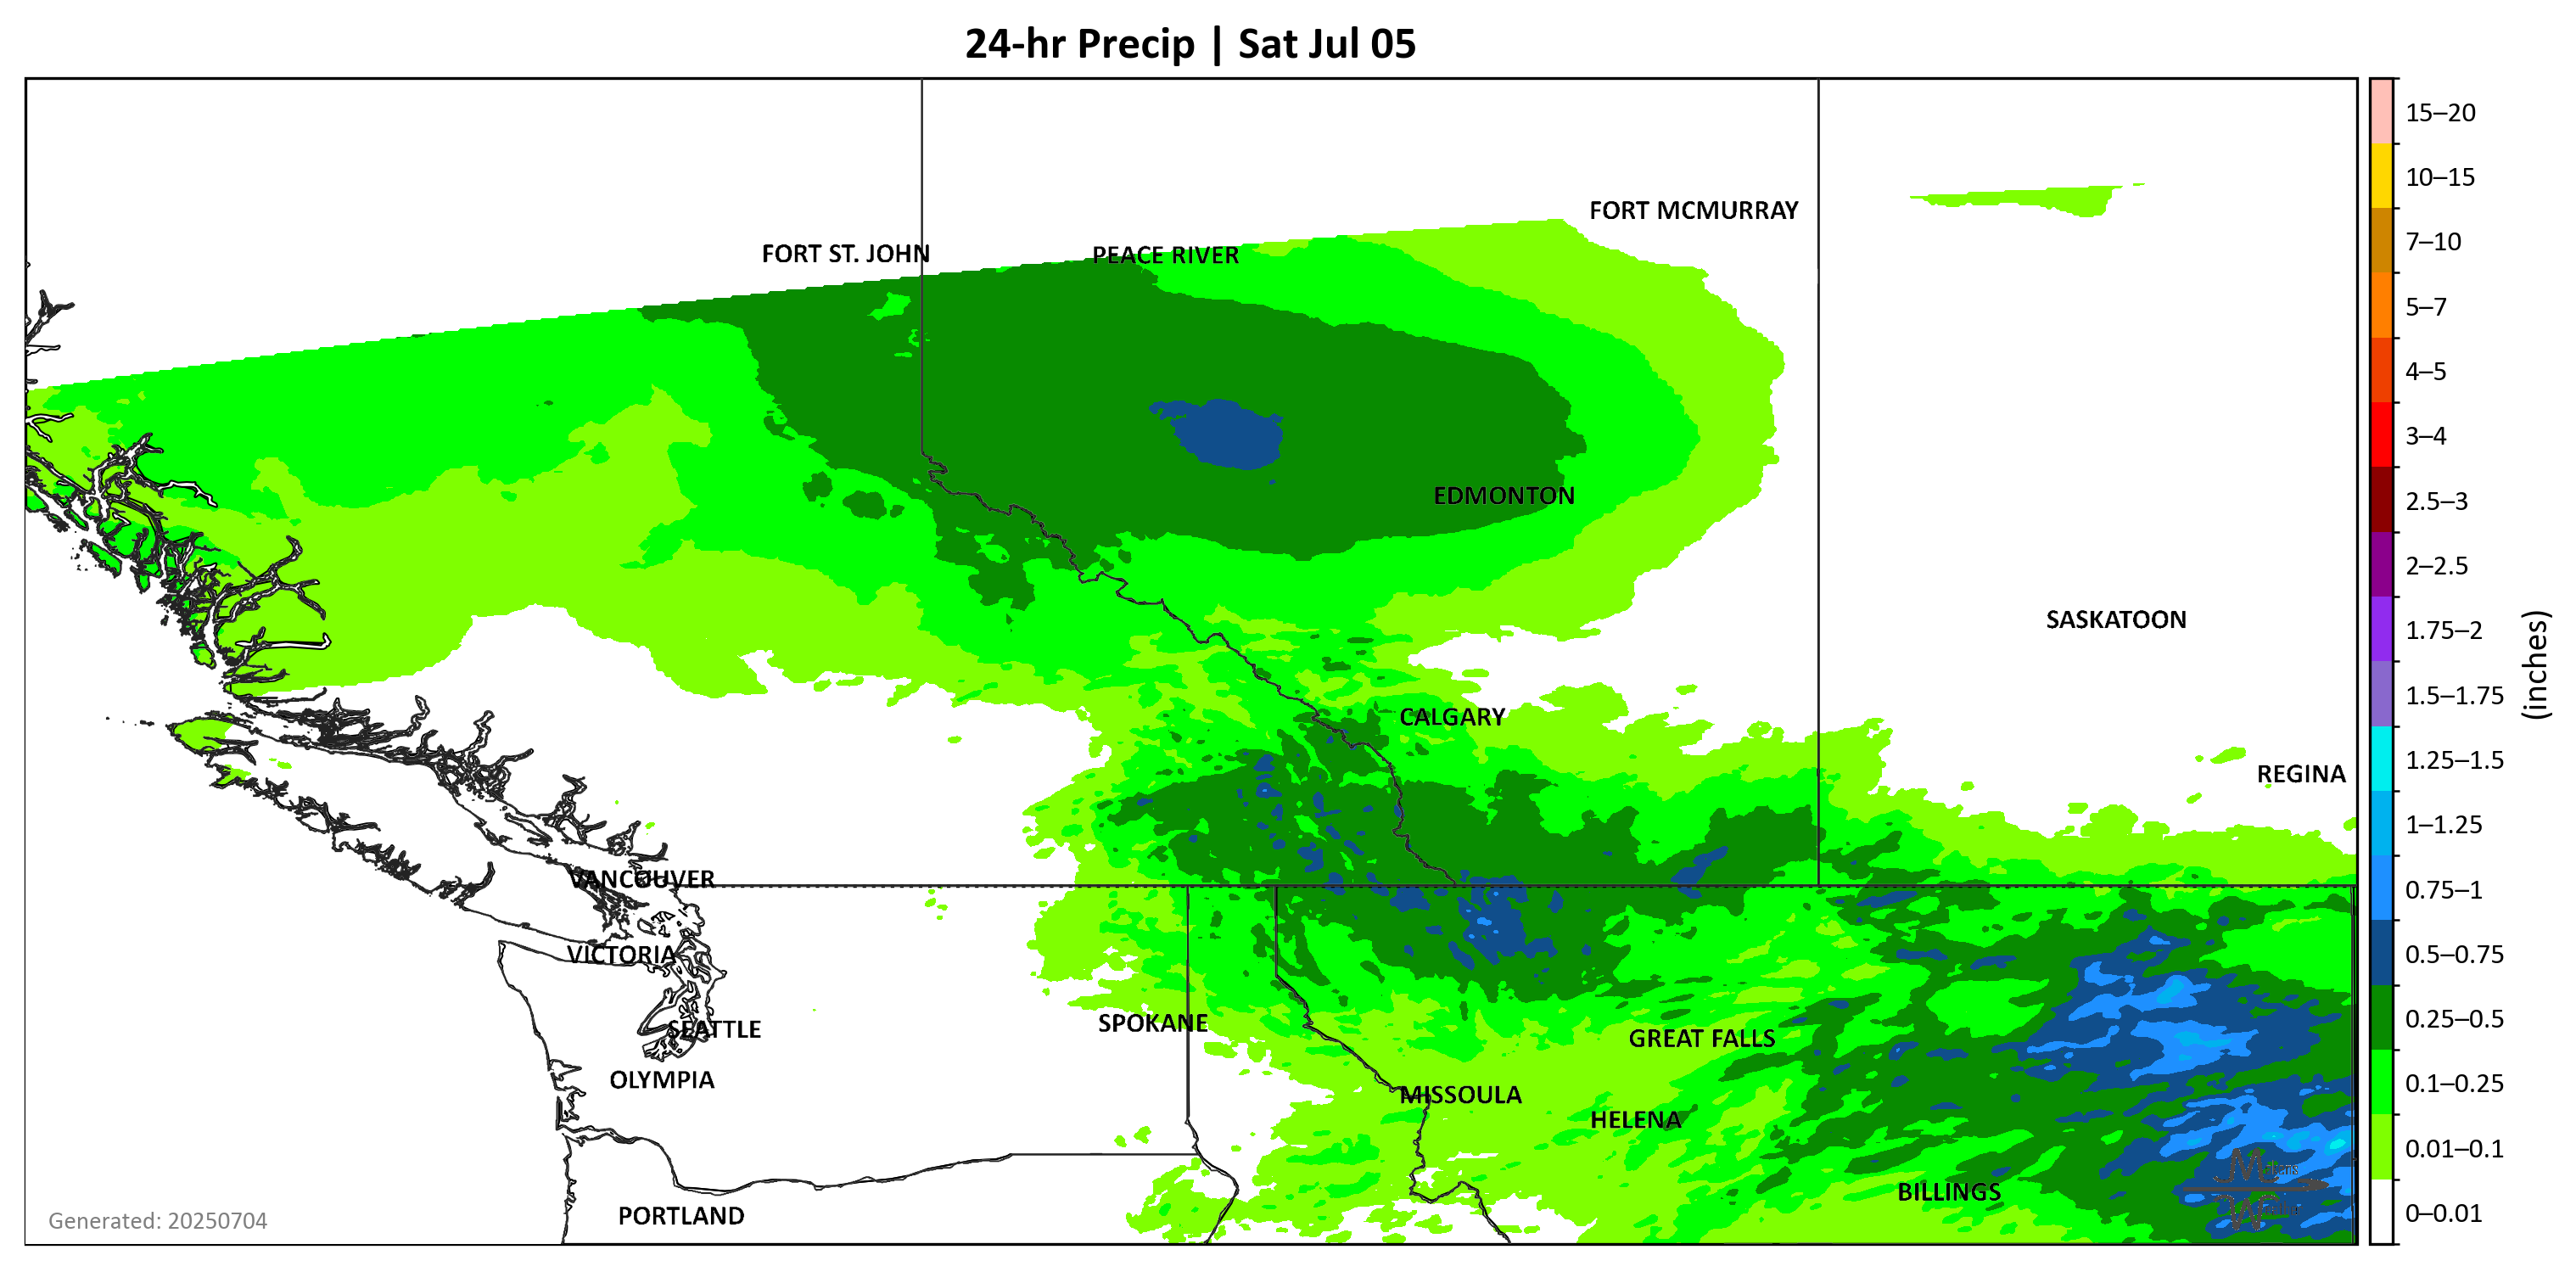 24-hr Precip | Sat Jul 05
15–20
10–15
7–10
5–7
4–5
3–4
2.5–3
2–2.5
1.75–2
1.5–1.75
1.25–1.5
1–1.25
0.75–1
0.5–0.75
0.25–0.5
0.1–0.25
0.01–0.1
0–0.01
(inches)
FORT MCMURRAY
FORT ST. JOHN
PEACE RIVER
EDMONTON
SASKATOON
CALGARY
REGINA
VANCOUVER
VICTORIA
SPOKANE
SEATTLE
GREAT FALLS
OLYMPIA
MISSOULA
HELENA
BILLINGS
PORTLAND
Generated: 20250704